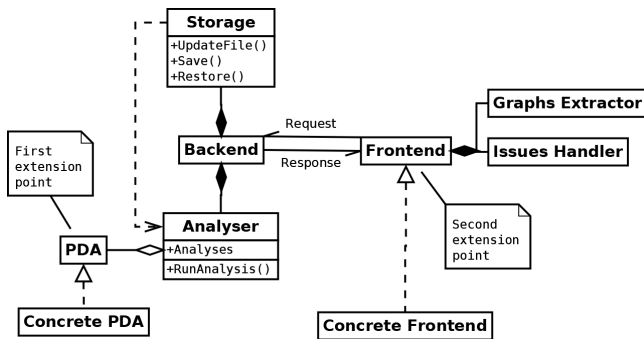 Storage
+UpdateFile()
+Save()
+Restore()
First
extension
point
Backend
Request
Response
Frontend
Graphs Extractor
Issues Handler
PDA
Analyser
+Analyses
+RunAnalysis()
Second
extension
point
Concrete PDA
Concrete Frontend